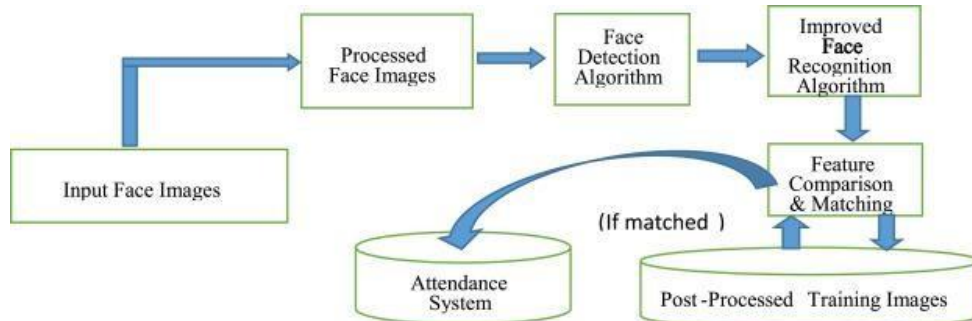 Input Face Images
Processed
Face Images
Face
Detection
Algorithm
Improved
Face
Recognition
Algorithm
Feature
Comparison
& Matching
(If matched )
Attendance
System
Post -Processed Training Images